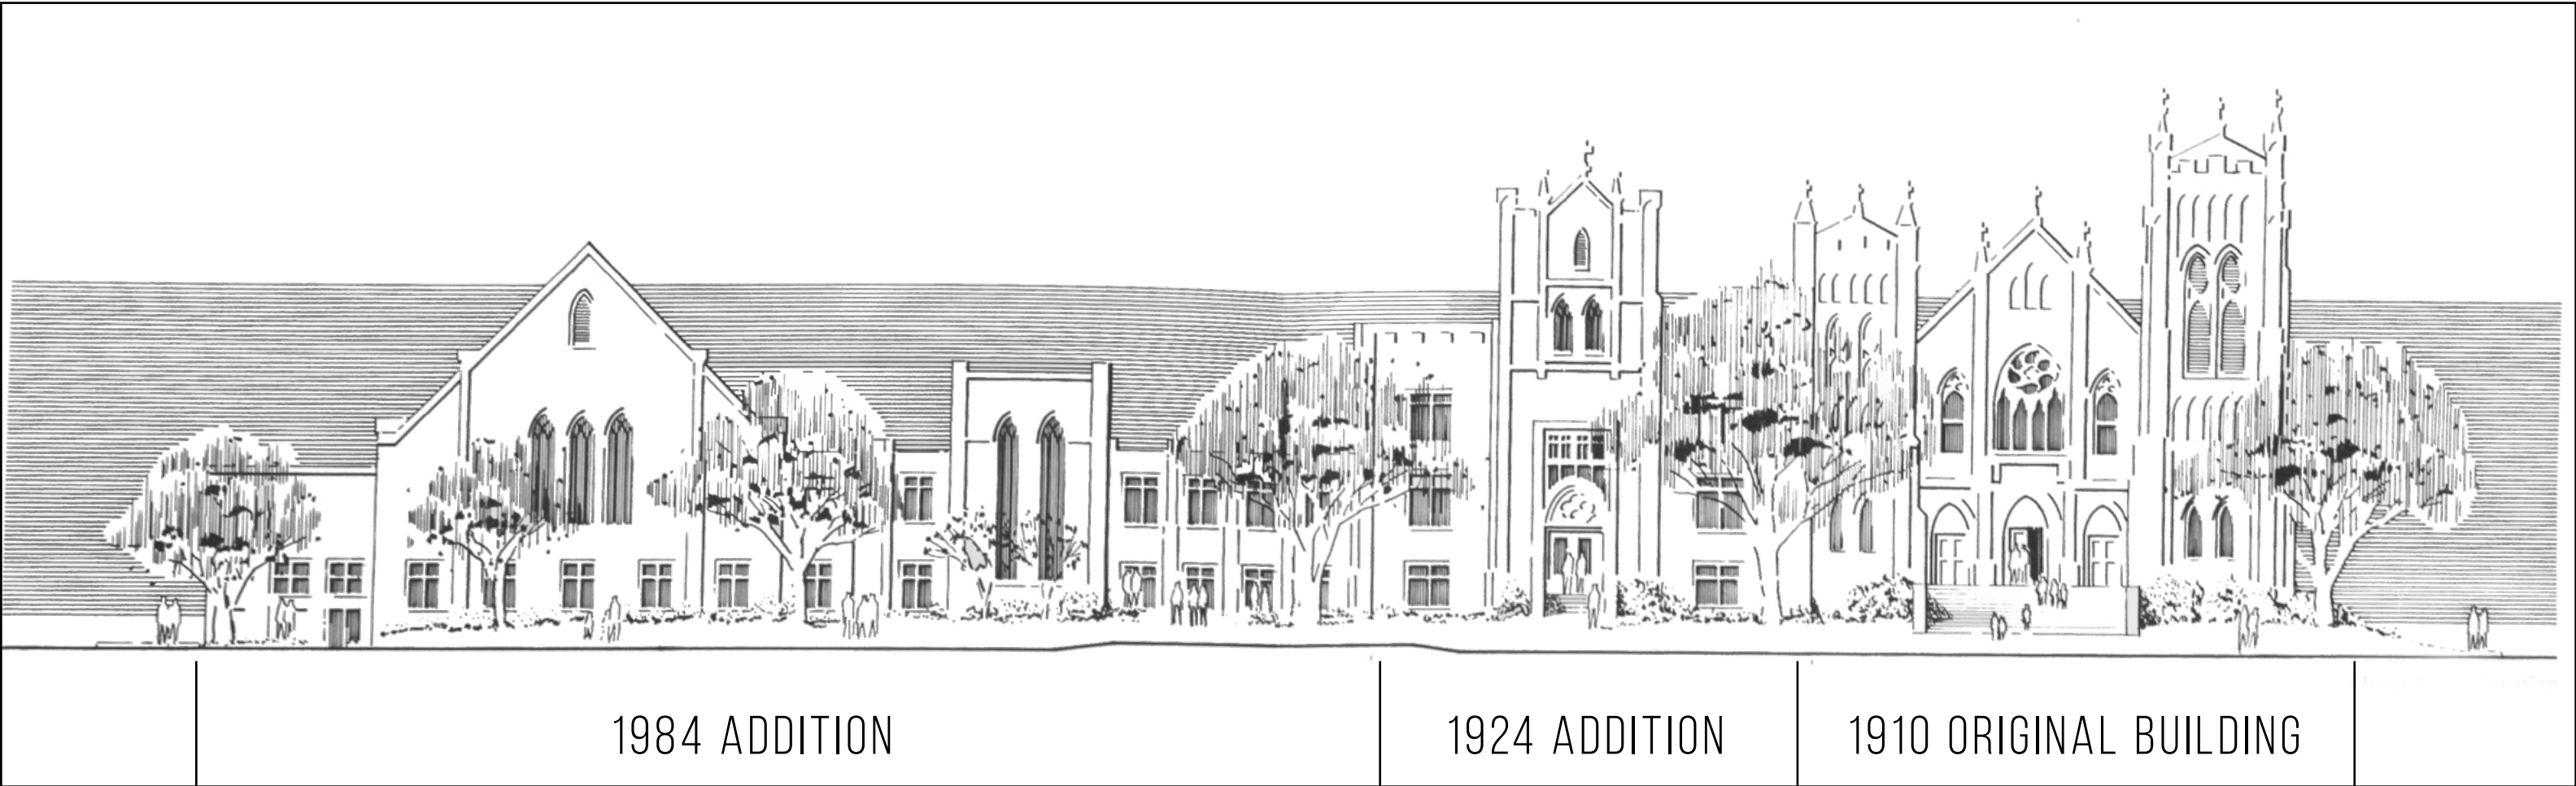 1984 ADDITION
1924 ADDITION
1910 ORIGINAL BUILDING